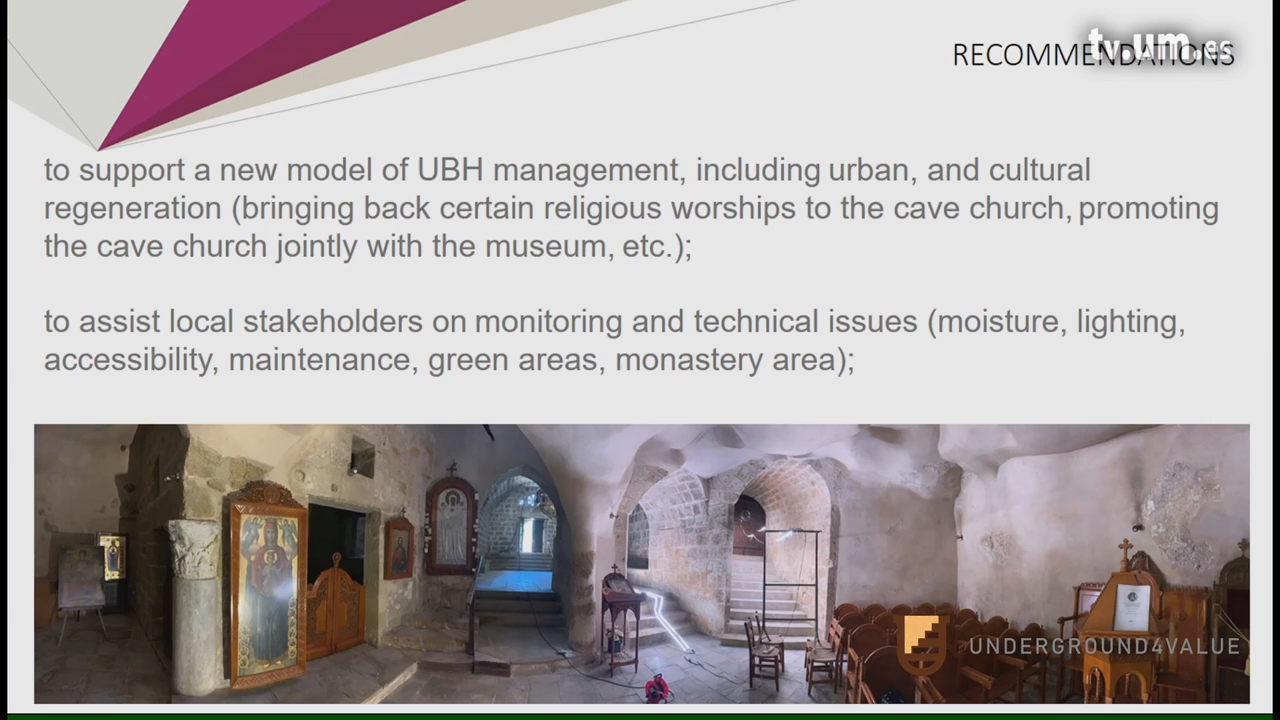 tv.um.es
RECOMMENDATIONS
to support a new model of UBH management, including urban, and cultural
regeneration (bringing back certain religious worships to the cave church, promoting
the cave church jointly with the museum, etc.);
to assist local stakeholders on monitoring and technical issues (moisture, lighting,
accessibility, maintenance, green areas, monastery area);
UNDERGROUND4VALUE